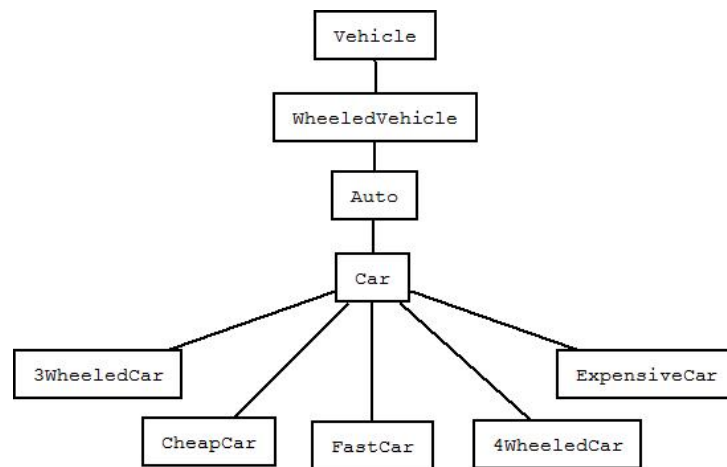 Vehicle
WheeledVehicle
Auto
Car
3WheeledCar
ExpensiveCar
CheapCar
FastCar
4WheeledCar